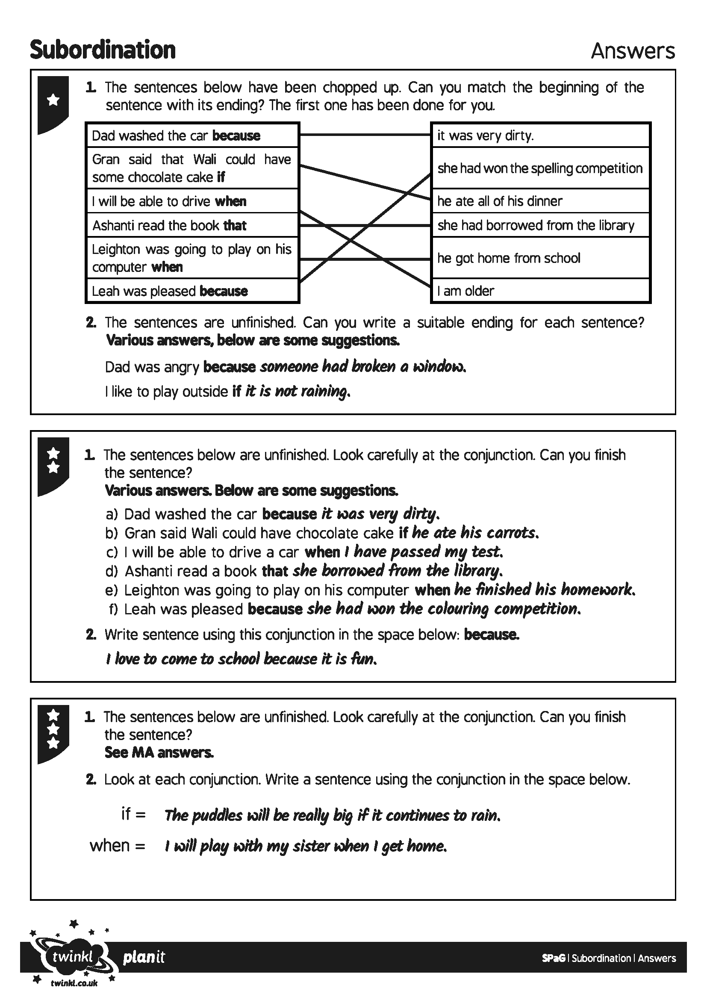 Subordination
Answers
1. The sentences below have been chopped up. Can you match the beginning of the
sentence with its ending? The first one has been done for you.
Dad washed the car because
it was very dirty.
Gran said that Wali could have
some chocolate cake if
she had won the spelling competition
I will be able to drive when
he ate all of his dinner
Ashanti read the book that
she had borrowed from the library
Leighton was going to play on his
computer when
he got home from school
Leah was pleased because
I am older
2. The sentences are unfinished. Can you write a suitable ending for each sentence?
Various answers, below are some suggestions.
Dad was angry because someone had broken a window.
I like to play outside if it is not raining.
1. The sentences below are unfinished. Look carefully at the conjunction. Can you finish
the sentence?
Various answers. Below are some suggestions.
a) Dad washed the car because it was very dirty.
b) Gran said Wali could have chocolate cake if he ate his carrots.
c) I will be able to drive a car when I have passed my test.
d) Ashanti read a book that she borrowed from the library.
e) Leighton was going to play on his computer when he finished his homework.
f) Leah was pleased because she had won the colouring competition.
2. Write sentence using this conjunction in the space below: because.
I love to come to school because it is fun.
1. The sentences below are unfinished. Look carefully at the conjunction. Can you finish
the sentence?
See MA answers.
2. Look at each conjunction. Write a sentence using the conjunction in the space below.
if = The puddles will be really big if it continues to rain.
when = I will play with my sister when I get home.
twinkl
planit
SPaG | Subordination | Answers
twinkl.co.uk